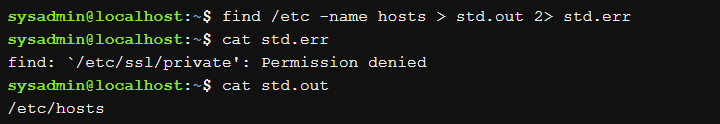 sysadmin@localhost:~$ find /etc -name hosts > std.out 2> std.err
sysadmin@localhost:~$ cat std.err
find: `/etc/ssl/private': Permission denied
sysadmin@localhost:~$ cat std.out
/etc/hosts